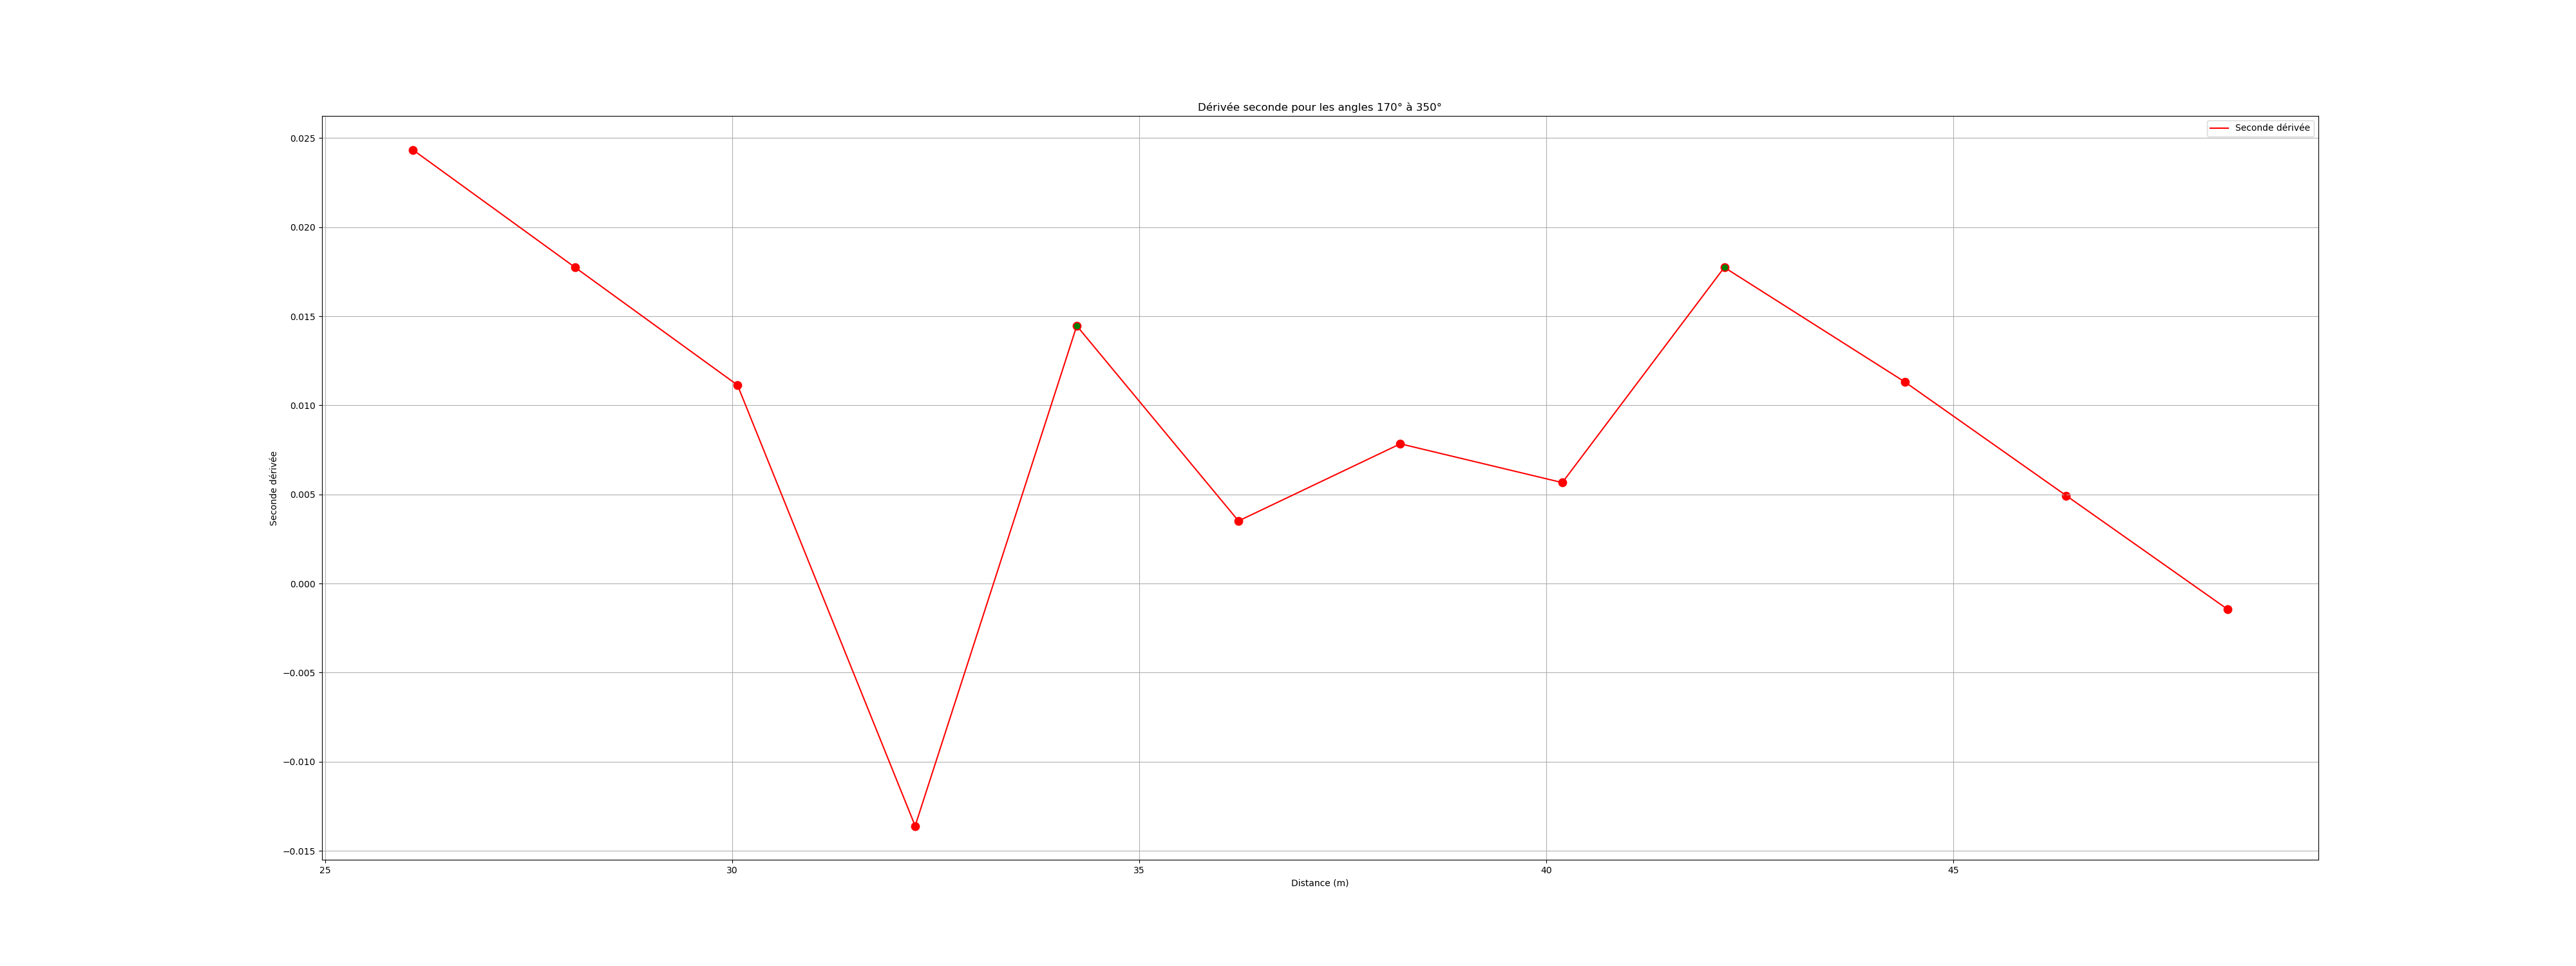 Dérivée seconde pour les angles 170° à 350°
Seconde dérivée
0.025
0.020
0.015
0.010
0.005
0.000
−0.005
−0.010
−0.015
Seconde dérivée
25 30 35 40 45
Distance (m)